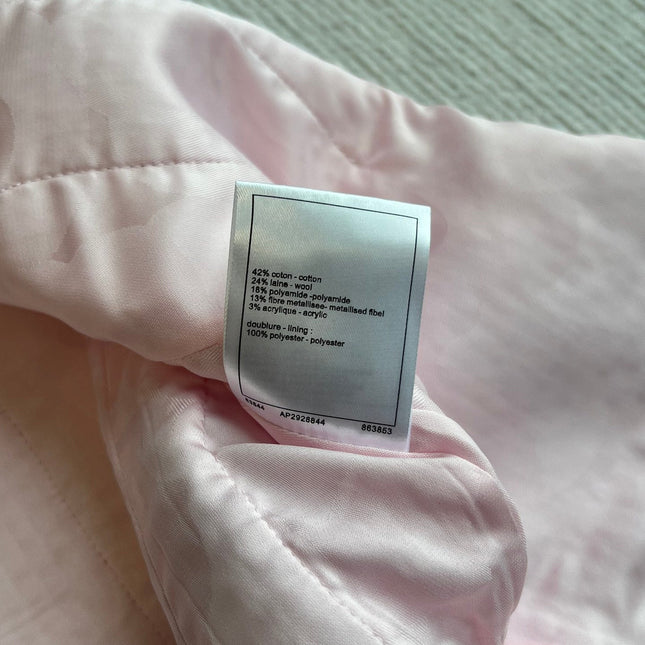 42% coton - cotton
24% laine - wool
18% polyamide -polyamide
13% fibre metallisee- metallised fibel
3% acrylique - acrylic
doublure - lining :
100% polyester - polyester
63844 AP2928844 863853